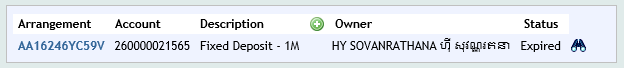 Arrangement Account Description Owner Status
AA16246YC59V 260000021565 Fixed Deposit - 1M HY SOVANRATHANA ហ៊ី សុវណ្ណរតនា Expired